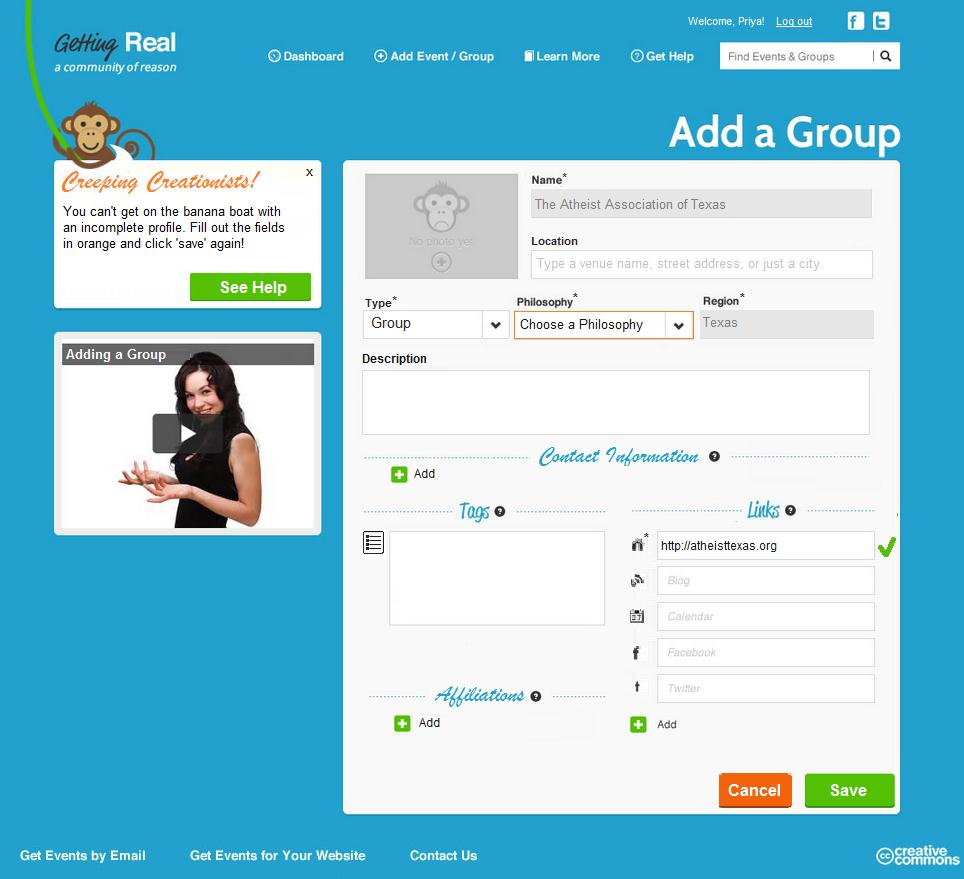 Welcome, Priya! Log out
f t
Getting Real
a community of reason
Dashboard
Add Event / Group
Learn More
Get Help
Find Events & Groups
Add a Group
x
Creeping Creationists!
You can't get on the banana boat with
an incomplete profile. Fill out the fields
in orange and click 'save' again!
See Help
Adding a Group
No photo yet
Name*
The Atheist Association of Texas
Location
Type a venue name, street address, or just a city.
Type*
Group
Philosophy*
Choose a Philosophy
Region*
Texas
Description
Contact Information ?
Add
Tags ?
Links ?
*
http://atheisttexas.org
Blog
Calendar
f
Facebook
t
Twitter
Add
Affiliations ?
Add
Cancel
Save
Get Events by Email
Get Events for Your Website
Contact Us
cc creative
commons